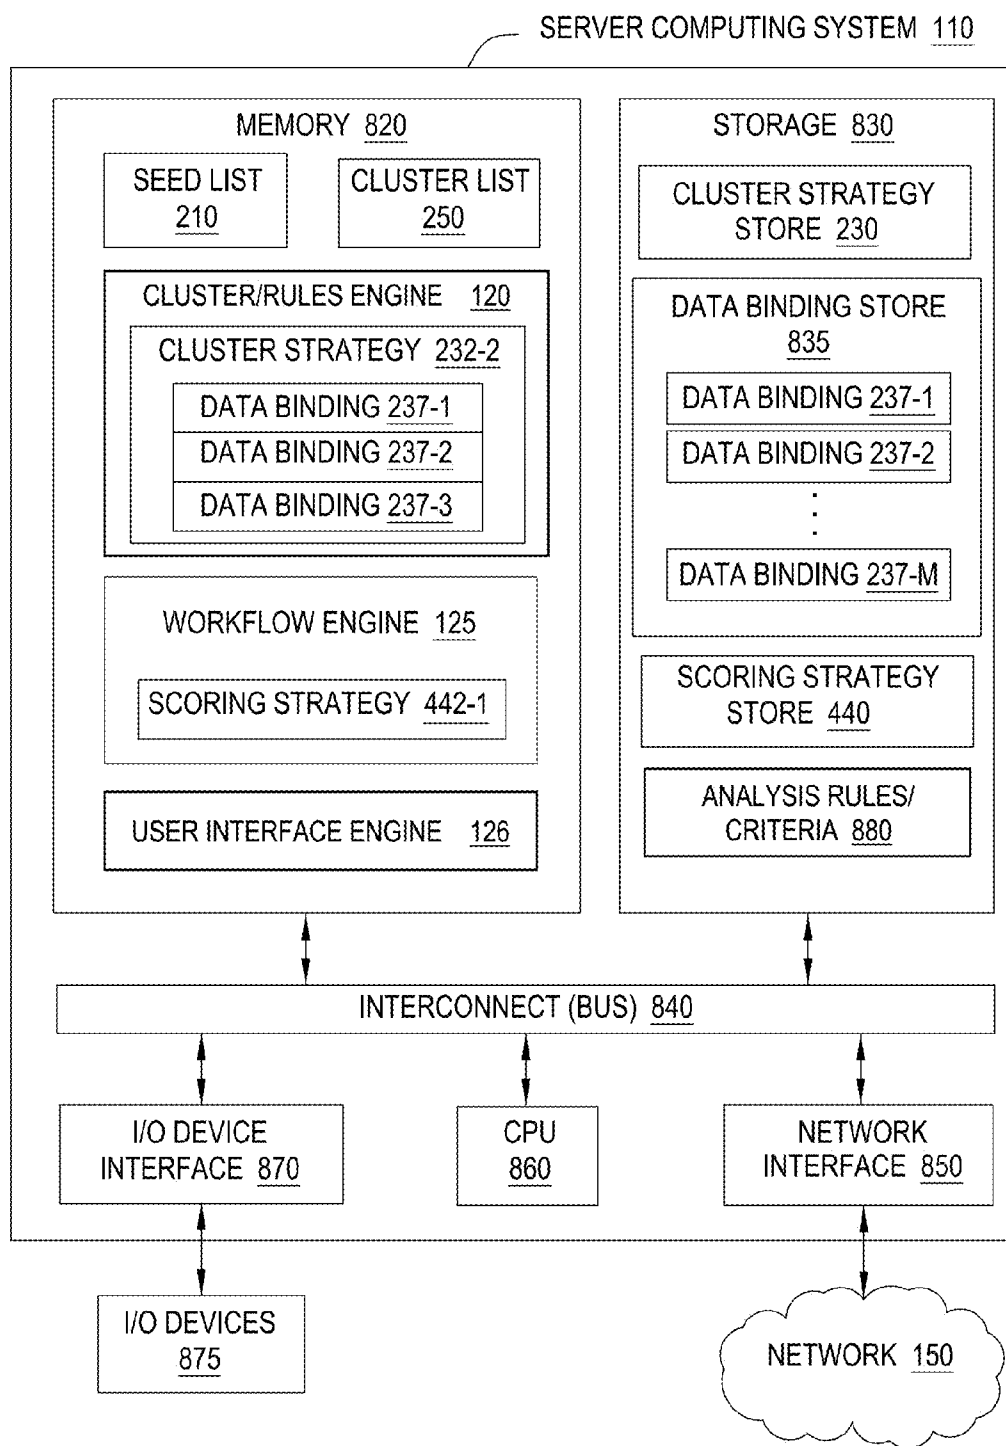 SERVER COMPUTING SYSTEM 110
MEMORY 820
SEED LIST
210
CLUSTER LIST
250
CLUSTER/RULES ENGINE 120
CLUSTER STRATEGY 232-2
DATA BINDING 237-1
DATA BINDING 237-2
DATA BINDING 237-3
WORKFLOW ENGINE 125
SCORING STRATEGY 442-1
USER INTERFACE ENGINE 126
STORAGE 830
CLUSTER STRATEGY
STORE 230
DATA BINDING STORE
835
DATA BINDING 237-1
DATA BINDING 237-2
DATA BINDING 237-M
SCORING STRATEGY
STORE 440
ANALYSIS RULES/
CRITERIA 880
INTERCONNECT (BUS) 840
I/O DEVICE
INTERFACE 870
CPU
860
NETWORK
INTERFACE 850
I/O DEVICES
875
NETWORK 150